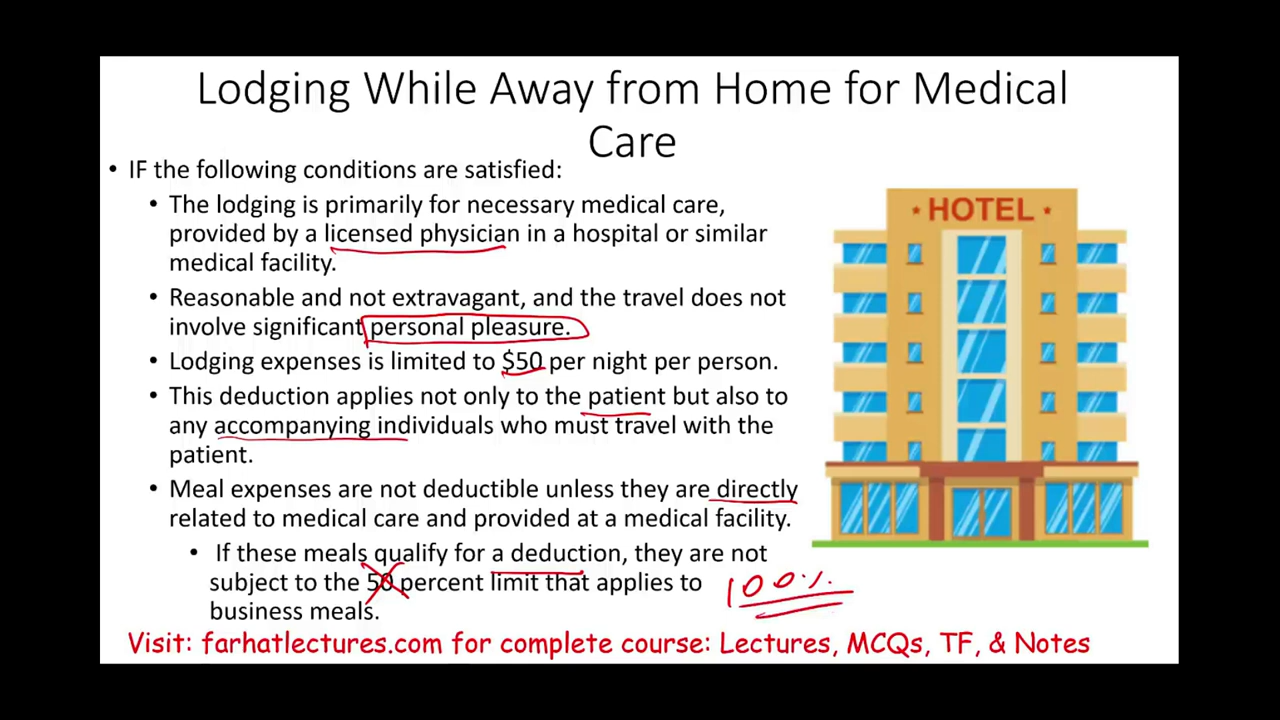 Lodging While Away from Home for Medical
Care
• IF the following conditions are satisfied:
• The lodging is primarily for necessary medical care,
provided by a licensed physician in a hospital or similar
medical facility.
• Reasonable and not extravagant, and the travel does not
involve significant personal pleasure.
• Lodging expenses is limited to $50 per night per person.
• This deduction applies not only to the patient but also to
any accompanying individuals who must travel with the
patient.
• Meal expenses are not deductible unless they are directly
related to medical care and provided at a medical facility.
• If these meals qualify for a deduction, they are not
subject to the 50 percent limit that applies to
business meals.
100%
HOTEL
Visit: farhatlectures.com for complete course: Lectures, MCQs, TF, & Notes